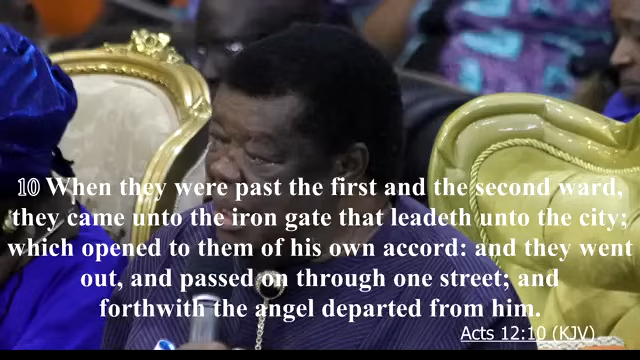 10 When they were past the first and the second ward,
they came unto the iron gate that leadeth unto the city;
which opened to them of his own accord: and they went
out, and passed on through one street; and
forthwith the angel departed from him.
Acts 12:10 (KJV)